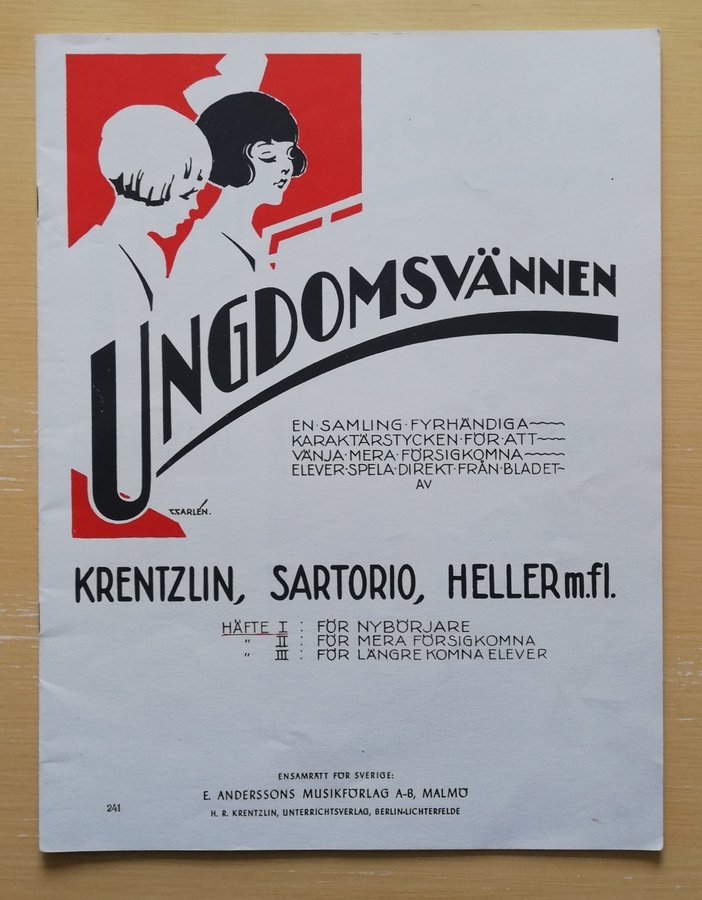 UNGDOMSVÄNNEN
EN·SAMLING·FYRHÄNDIGA
KARAKTÄRSTYCKEN·FÖR·ATT
VÄNJA·MERA·FÖRSIGKOMNA
ELEVER·SPELA·DIREKT·FRÅN·BLADET
AV
KRENTZLIN, SARTORIO, HELLER m.fl.
HÄFTE I : FÖR NYBÖRJARE
" II : FÖR MERA FÖRSIGKOMNA
" III : FÖR LÄNGRE KOMNA ELEVER
ENSAMRÄTT FÖR SVERIGE:
E. ANDERSSONS MUSIKFÖRLAG A-B, MALMÖ
241
H. R. KRENTZLIN, UNTERRICHTSVERLAG, BERLIN-LICHTERFELDE